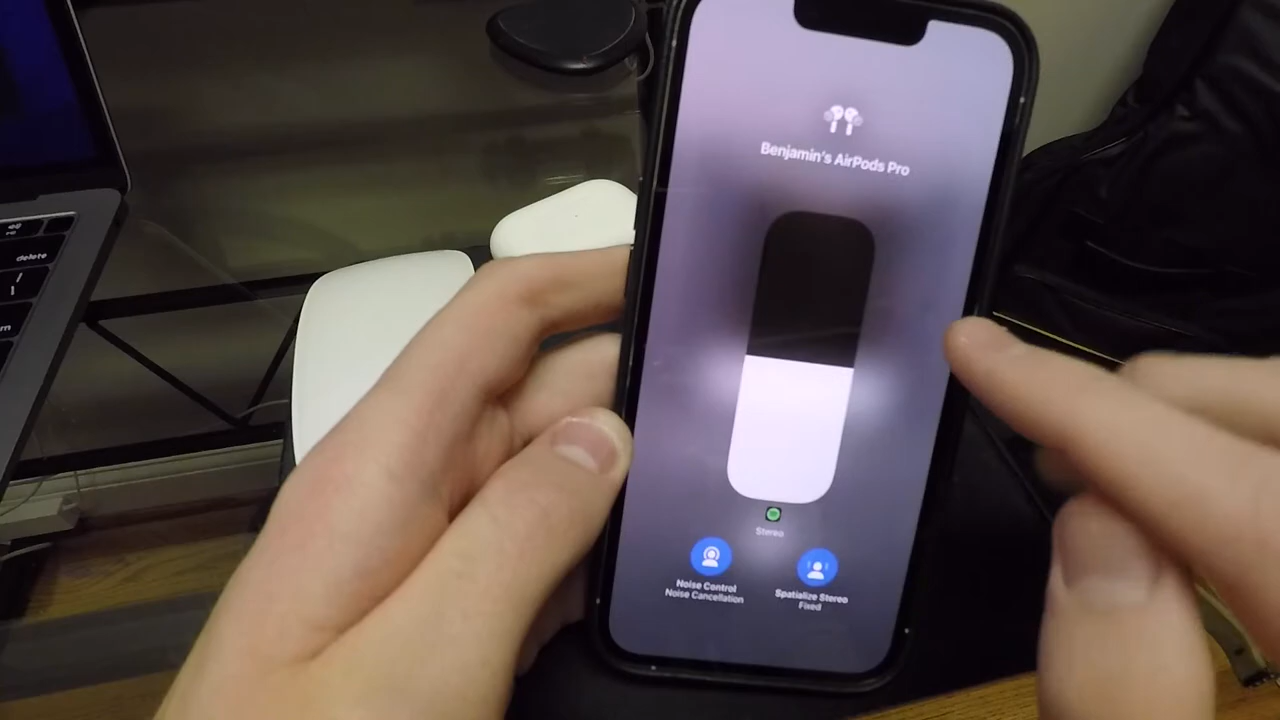 Benjamin's AirPods Pro
Stereo
Noise Control
Noise Cancellation
Spatialize Stereo
Fixed
delete